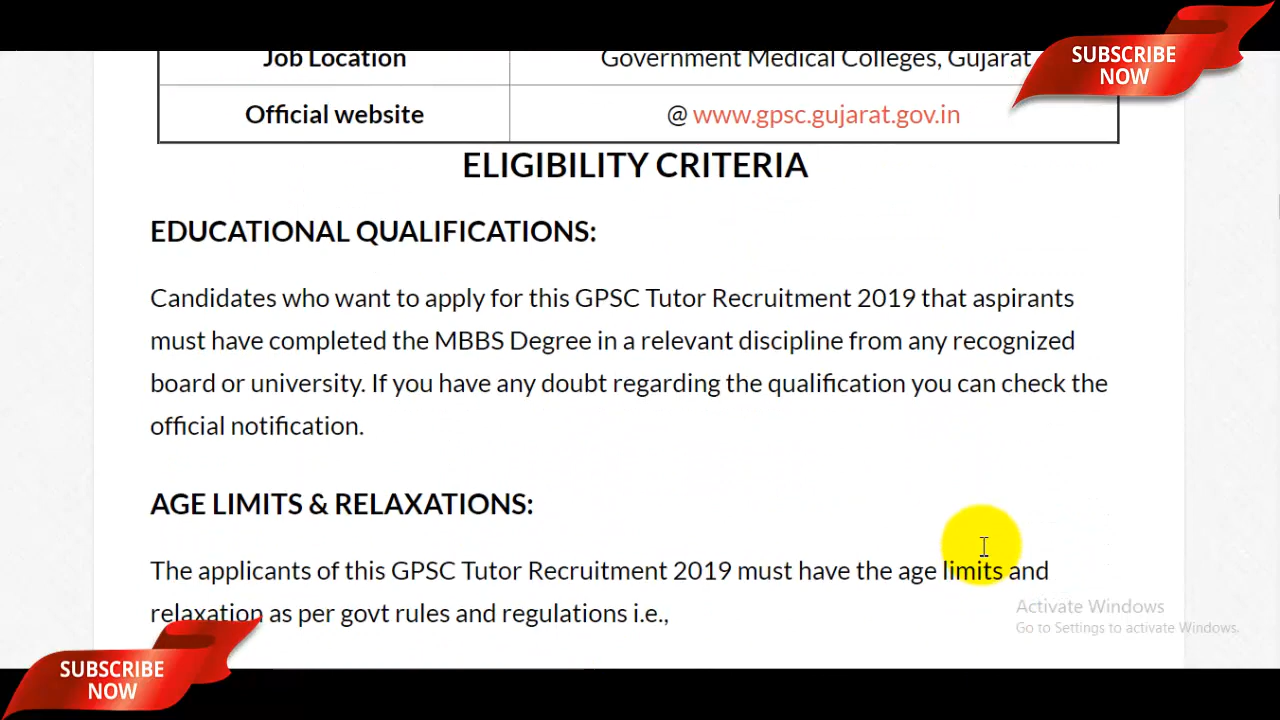 Job Location Government Medical Colleges, Gujarat
SUBSCRIBE
NOW
Official website @ www.gpsc.gujarat.gov.in
ELIGIBILITY CRITERIA
EDUCATIONAL QUALIFICATIONS:
Candidates who want to apply for this GPSC Tutor Recruitment 2019 that aspirants
must have completed the MBBS Degree in a relevant discipline from any recognized
board or university. If you have any doubt regarding the qualification you can check the
official notification.
AGE LIMITS & RELAXATIONS:
The applicants of this GPSC Tutor Recruitment 2019 must have the age limits and
relaxation as per govt rules and regulations i.e.,
Activate Windows
Go to Settings to activate Windows.
SUBSCRIBE
NOW